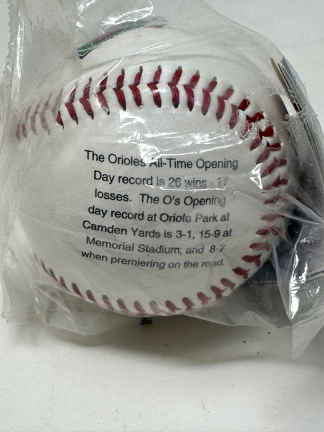 The Orioles All-Time Opening
Day record is 26 wins - 17
losses. The O's Opening
day record at Oriole Park at
Camden Yards is 3-1, 15-9 at
Memorial Stadium, and 8-7
when premiering on the road.